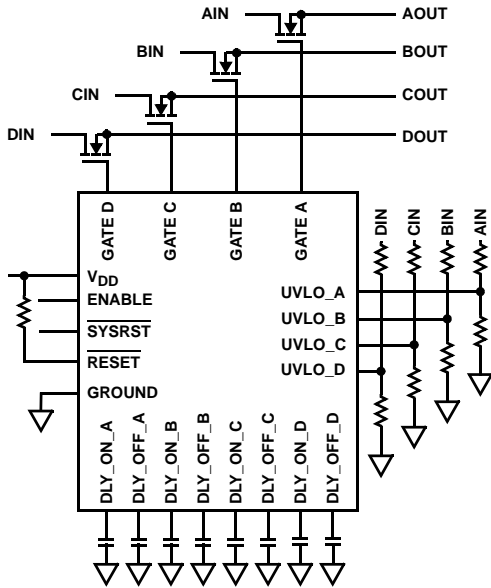 AIN AOUT
BIN BOUT
CIN COUT
DIN DOUT
GATE D
GATE C
GATE B
GATE A
DIN
CIN
BIN
AIN
VDD
ENABLE
SYSRST
RESET
GROUND
UVLO_A
UVLO_B
UVLO_C
UVLO_D
DLY_ON_A
DLY_OFF_A
DLY_ON_B
DLY_OFF_B
DLY_ON_C
DLY_OFF_C
DLY_ON_D
DLY_OFF_D